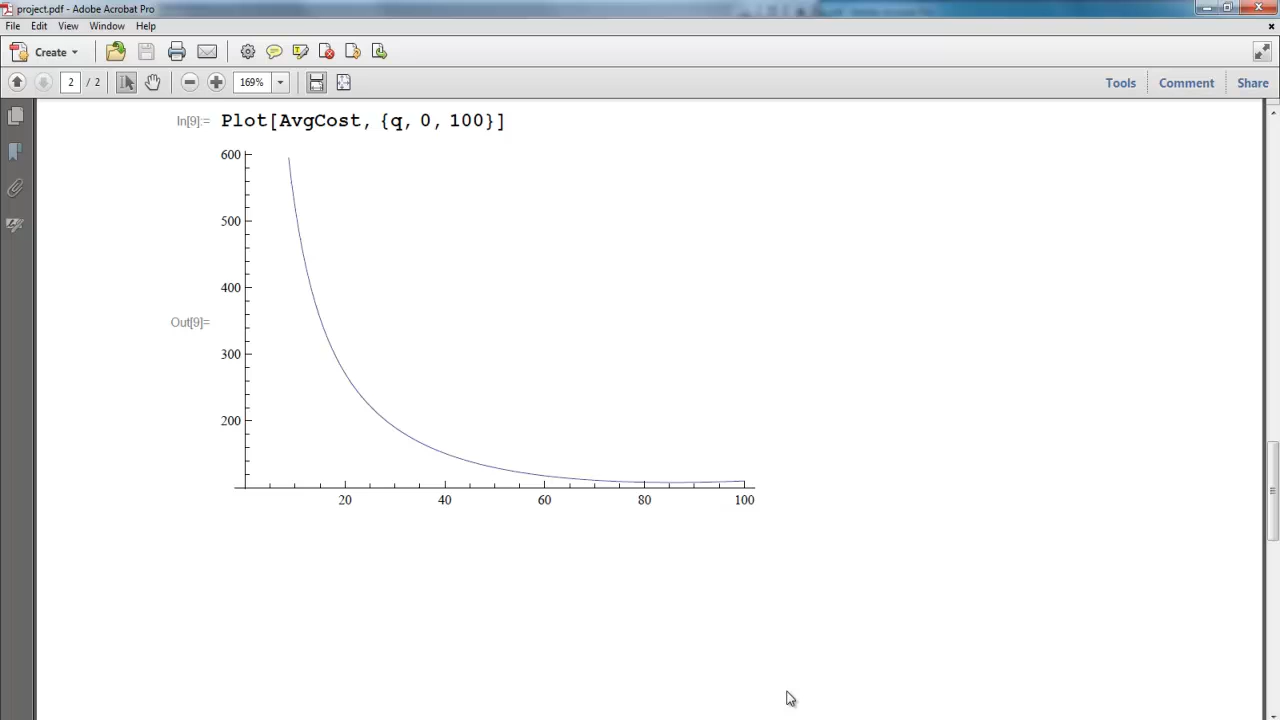 project.pdf - Adobe Acrobat Pro
File Edit View Window Help
Create
2 / 2 169% Tools Comment Share
In[9]:= Plot[AvgCost, {q, 0, 100}]
600
500
400
Out[9]=
300
200
20 40 60 80 100